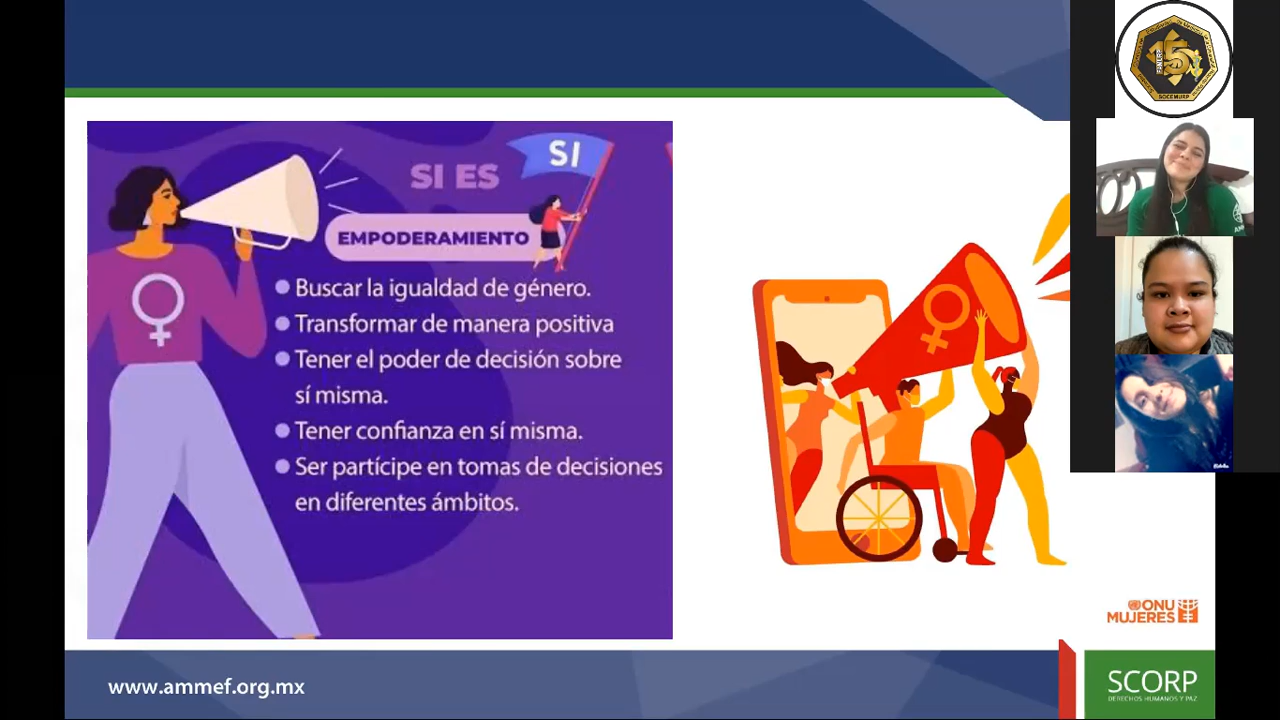 SI ES
SI
EMPODERAMIENTO
Buscar la igualdad de género.
Transformar de manera positiva
Tener el poder de decisión sobre
sí misma.
Tener confianza en sí misma.
Ser partícipe en tomas de decisiones
en diferentes ámbitos.
ONU
MUJERES
www.ammef.org.mx
SCORP
DERECHOS HUMANOS Y PAZ
15
SOCEMURP